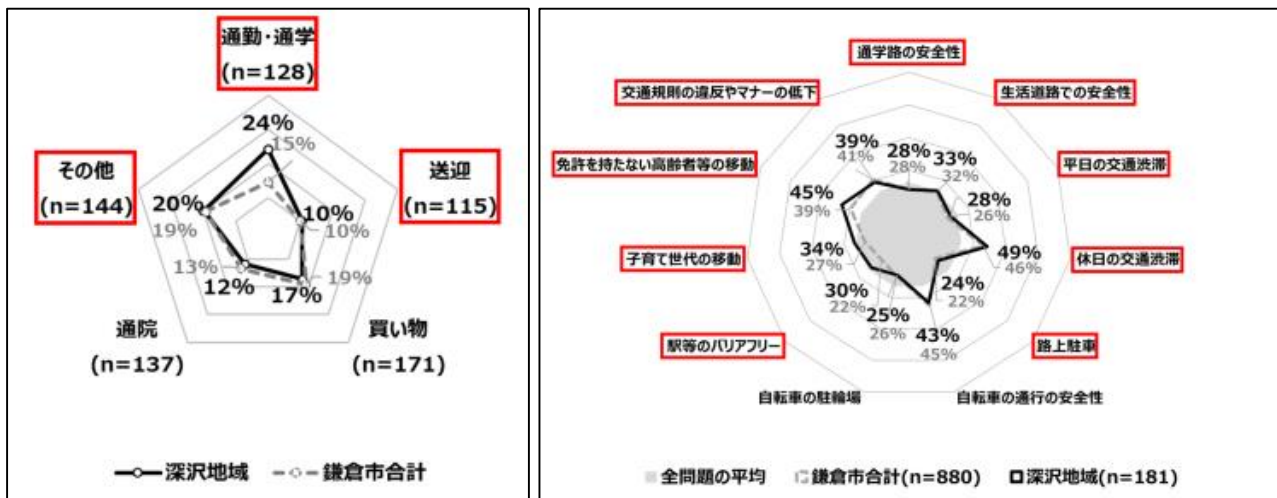 通勤・通学
(n=128)
24%
15%
その他
(n=144)
20%
19%
送迎
(n=115)
10%
10%
13%
12%
19%
17%
通院
(n=137)
買い物
(n=171)
深沢地域 鎌倉市合計
通学路の安全性
交通規則の違反やマナーの低下
生活道路での安全性
39%
41%
28%
28%
33%
32%
免許を持たない高齢者等の移動
平日の交通渋滞
45%
39%
28%
26%
子育て世代の移動
休日の交通渋滞
34%
27%
49%
46%
30%
22%
25%
26%
24%
22%
43%
45%
駅等のバリアフリー
路上駐車
自転車の駐輪場
自転車の通行の安全性
全問題の平均 鎌倉市合計(n=880) 深沢地域(n=181)